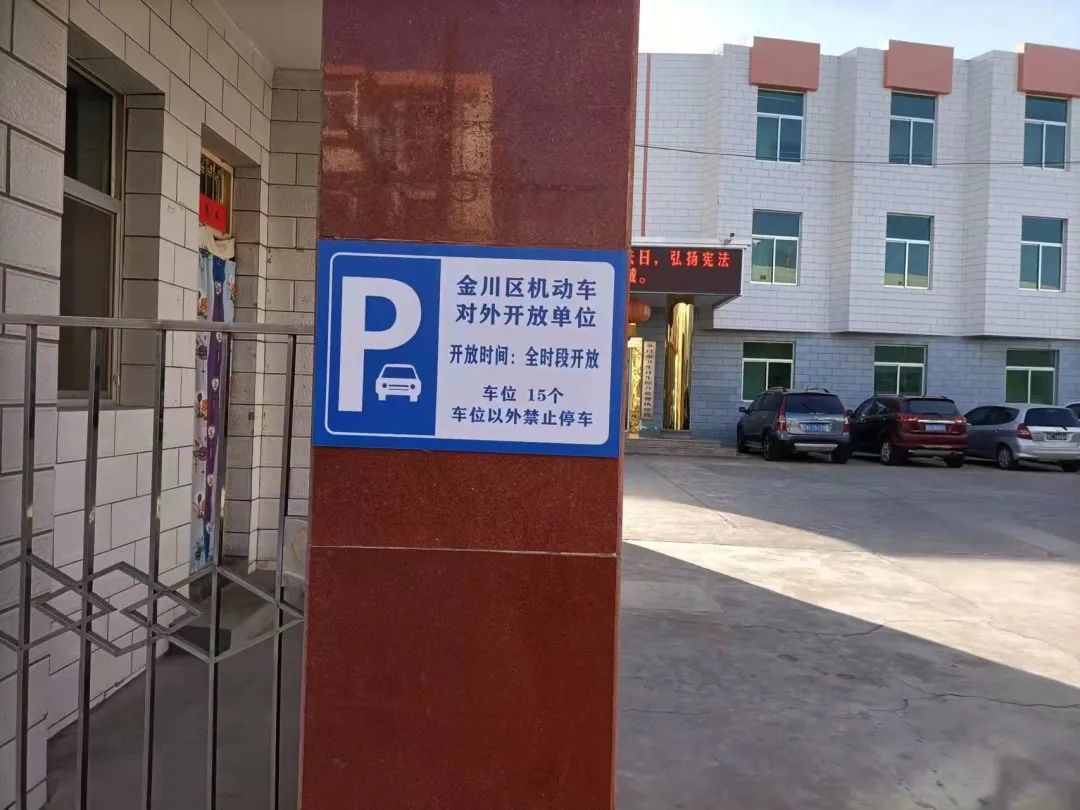 P
金川区机动车
对外开放单位
开放时间：全时段开放
车位 15个
车位以外禁止停车
日，弘扬宪法
。